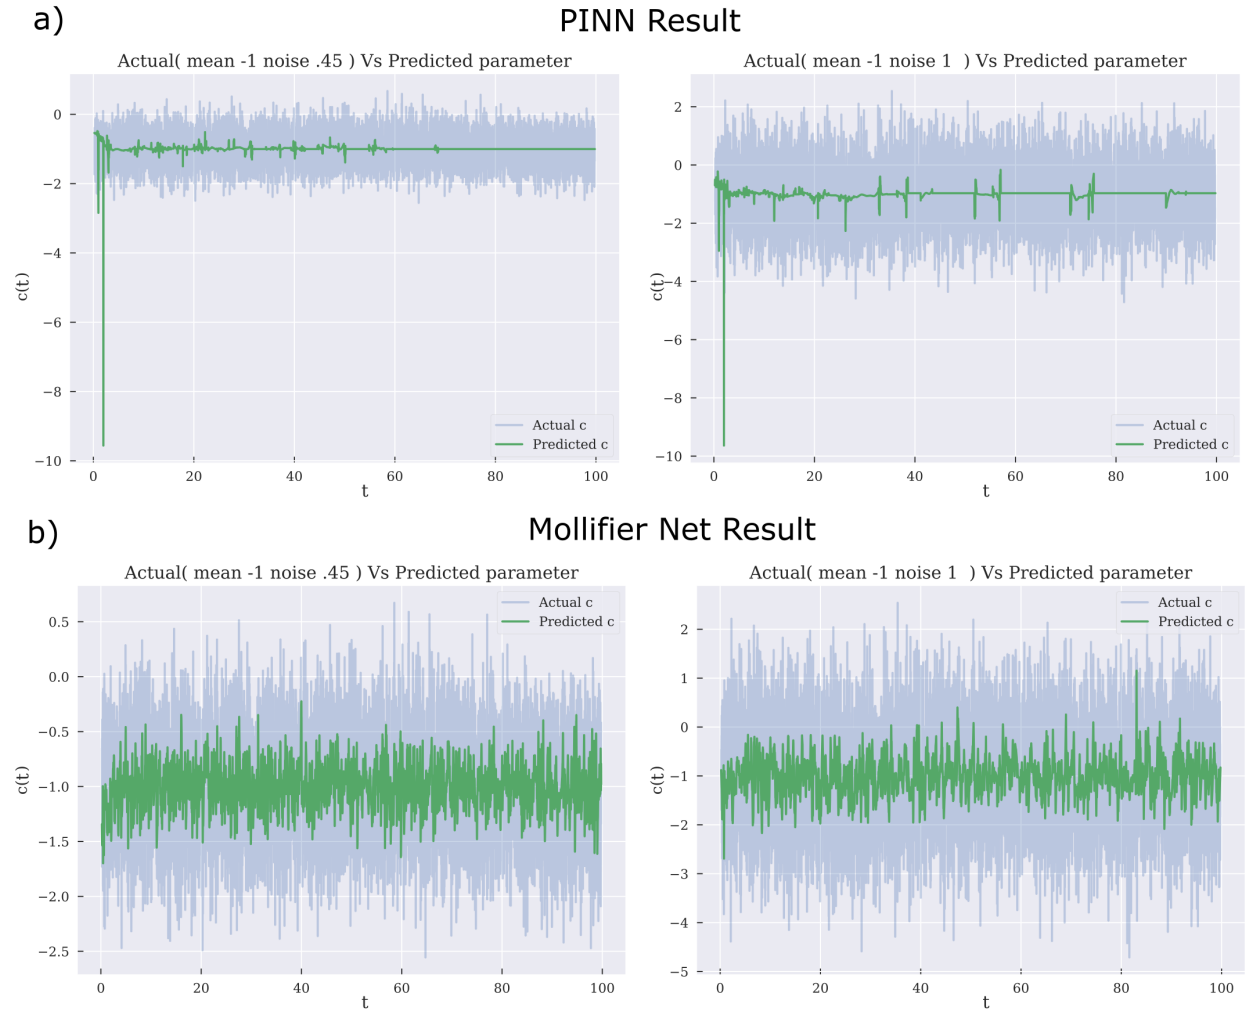 a)
PINN Result
Actual( mean -1 noise .45 ) Vs Predicted parameter
0
−2
−4
−6
−8
−10
c(t)
0 20 40 60 80 100
t
Actual c
Predicted c
Actual( mean -1 noise 1  ) Vs Predicted parameter
2
0
−2
−4
−6
−8
−10
c(t)
0 20 40 60 80 100
t
Actual c
Predicted c
b)
Mollifier Net Result
Actual( mean -1 noise .45 ) Vs Predicted parameter
Actual c
Predicted c
0.5
0.0
−0.5
−1.0
−1.5
−2.0
−2.5
c(t)
0 20 40 60 80 100
t
Actual( mean -1 noise 1  ) Vs Predicted parameter
Actual c
Predicted c
2
1
0
−1
−2
−3
−4
−5
c(t)
0 20 40 60 80 100
t